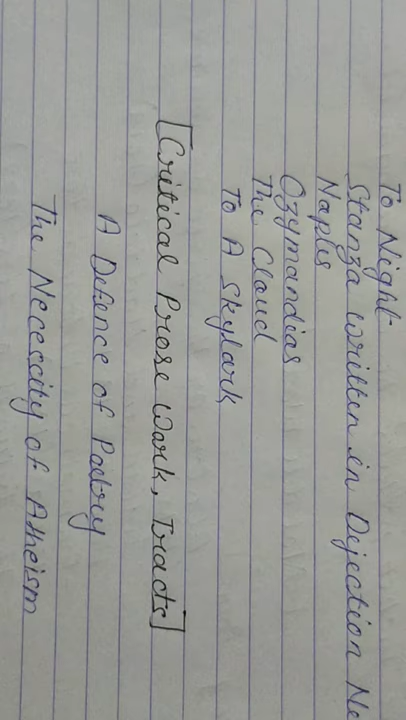 To Night
Stanza written in Dejection Ne
Naples
Ozymandias
The Cloud
To A Skylark
[Critical Prose Work, Tracts]
A Defence of Poetry
The Necessity of Atheism